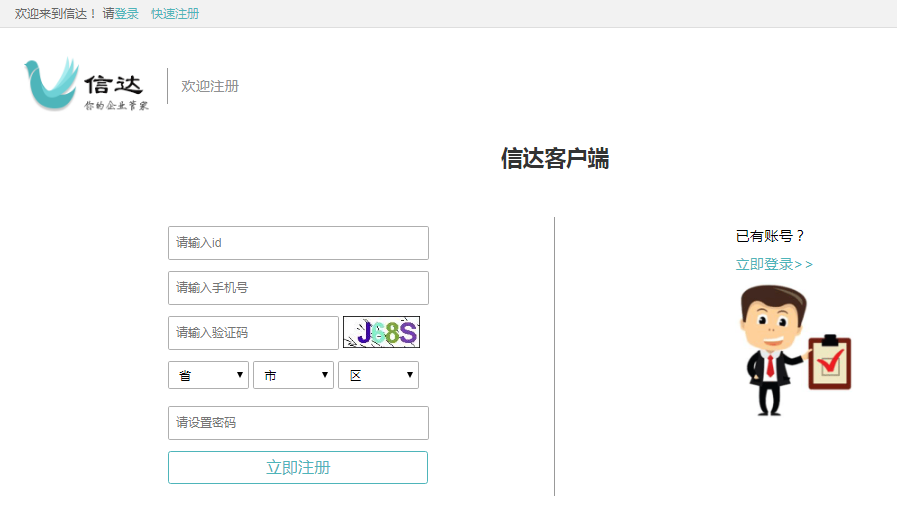 欢迎来到信达！ 请登录 快速注册
信达
你的企业管家
欢迎注册
信达客户端
请输入id
请输入手机号
请输入验证码 J68S
省 市 区
请设置密码
立即注册
已有账号？
立即登录>>